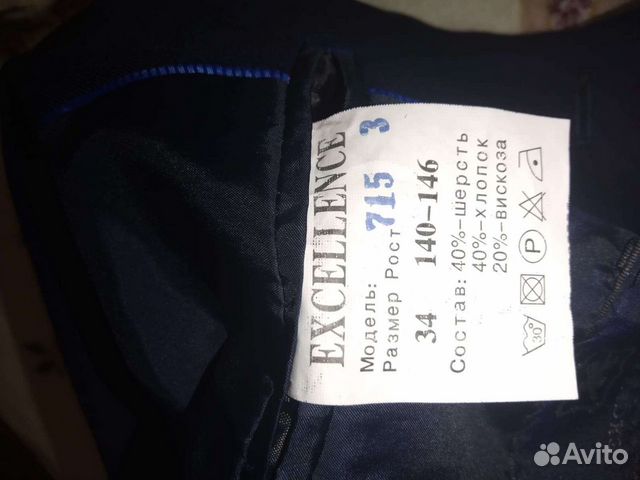 EXCELLENCE
Модель: 715 3
Размер Рост
34 140-146
Состав: 40%-шерсть
40%-хлопок
20%-вискоза
30°
P
Avito